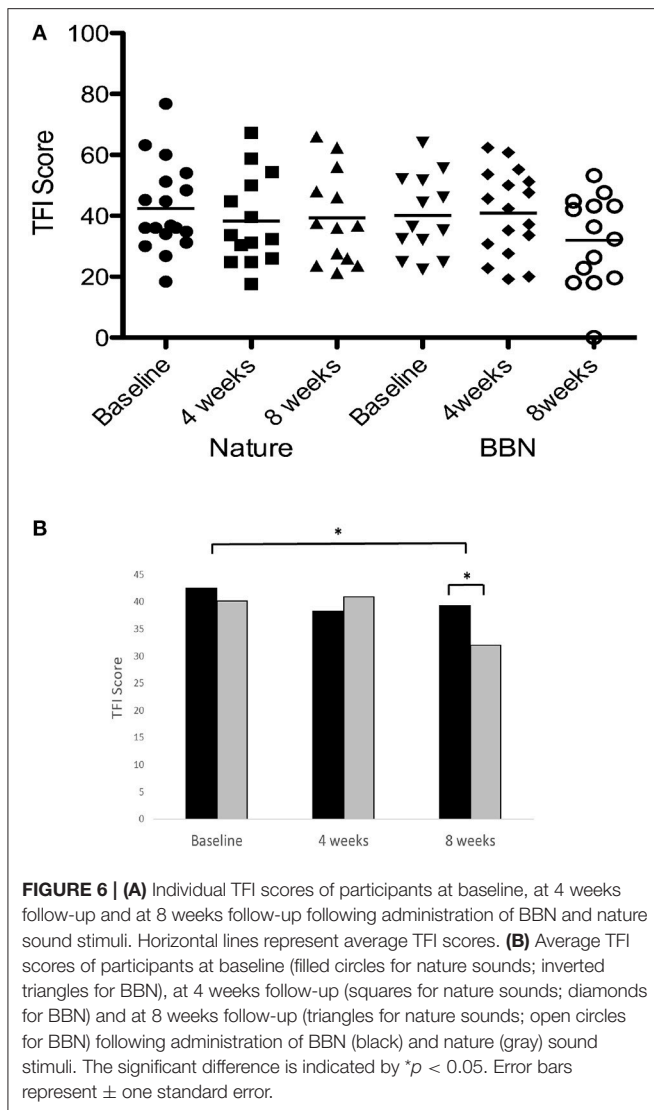 A
100
80
60
40
20
0
TFI Score
Baseline
4 weeks
8 weeks
Baseline
4weeks
8weeks
Nature
BBN
B
*
*
45
40
35
30
25
20
15
10
5
0
TFI Score
Baseline
4 weeks
8 weeks
FIGURE 6 | (A) Individual TFI scores of participants at baseline, at 4 weeks
follow-up and at 8 weeks follow-up following administration of BBN and nature
sound stimuli. Horizontal lines represent average TFI scores. (B) Average TFI
scores of participants at baseline (filled circles for nature sounds; inverted
triangles for BBN), at 4 weeks follow-up (squares for nature sounds; diamonds
for BBN) and at 8 weeks follow-up (triangles for nature sounds; open circles
for BBN) following administration of BBN (black) and nature (gray) sound
stimuli. The significant difference is indicated by *p < 0.05. Error bars
represent ± one standard error.